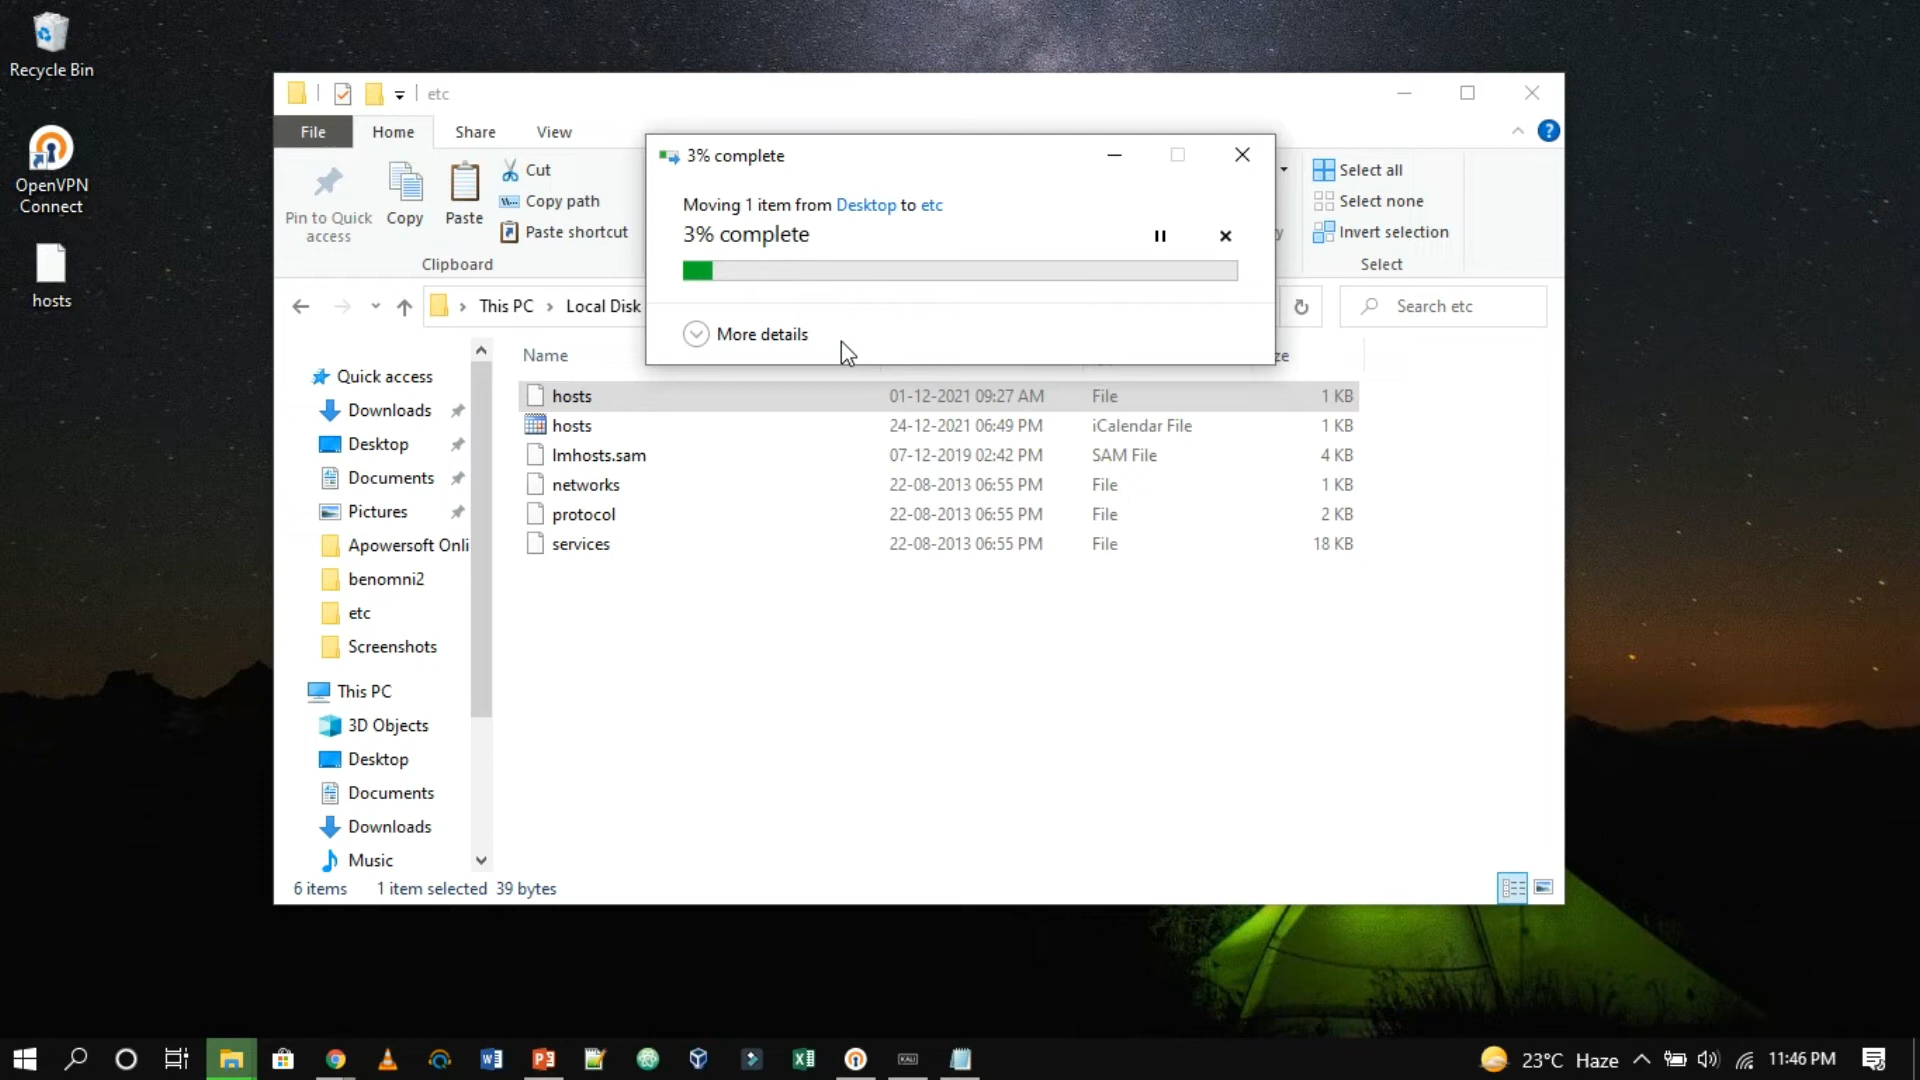 Recycle Bin
OpenVPN
Connect
hosts
etc
File
Home
Share
View
Pin to Quick
access
Copy
Paste
Cut
Copy path
Paste shortcut
Clipboard
Select all
Select none
Invert selection
Select
3% complete
Moving 1 item from Desktop to etc
3% complete
More details
This PC
Local Disk
Search etc
Name
Quick access
Downloads
Desktop
Documents
Pictures
Apowersoft Onli
benomni2
etc
Screenshots
This PC
3D Objects
Desktop
Documents
Downloads
Music
hosts 01-12-2021 09:27 AM File 1 KB
hosts 24-12-2021 06:49 PM iCalendar File 1 KB
lmhosts.sam 07-12-2019 02:42 PM SAM File 4 KB
networks 22-08-2013 06:55 PM File 1 KB
protocol 22-08-2013 06:55 PM File 2 KB
services 22-08-2013 06:55 PM File 18 KB
6 items 1 item selected 39 bytes
23°C Haze 11:46 PM